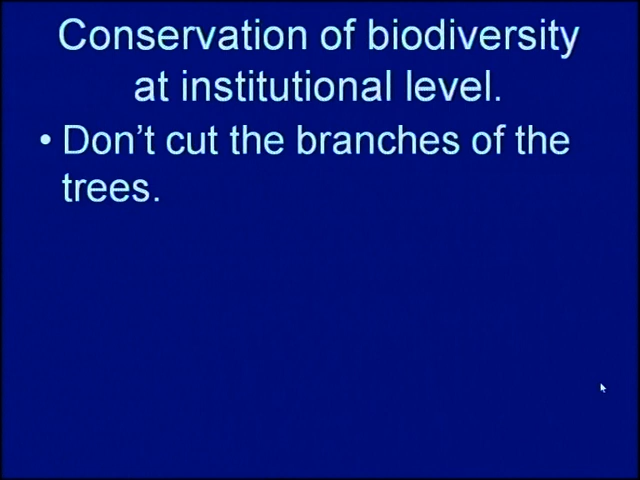 Conservation of biodiversity
at institutional level.
• Don't cut the branches of the
trees.